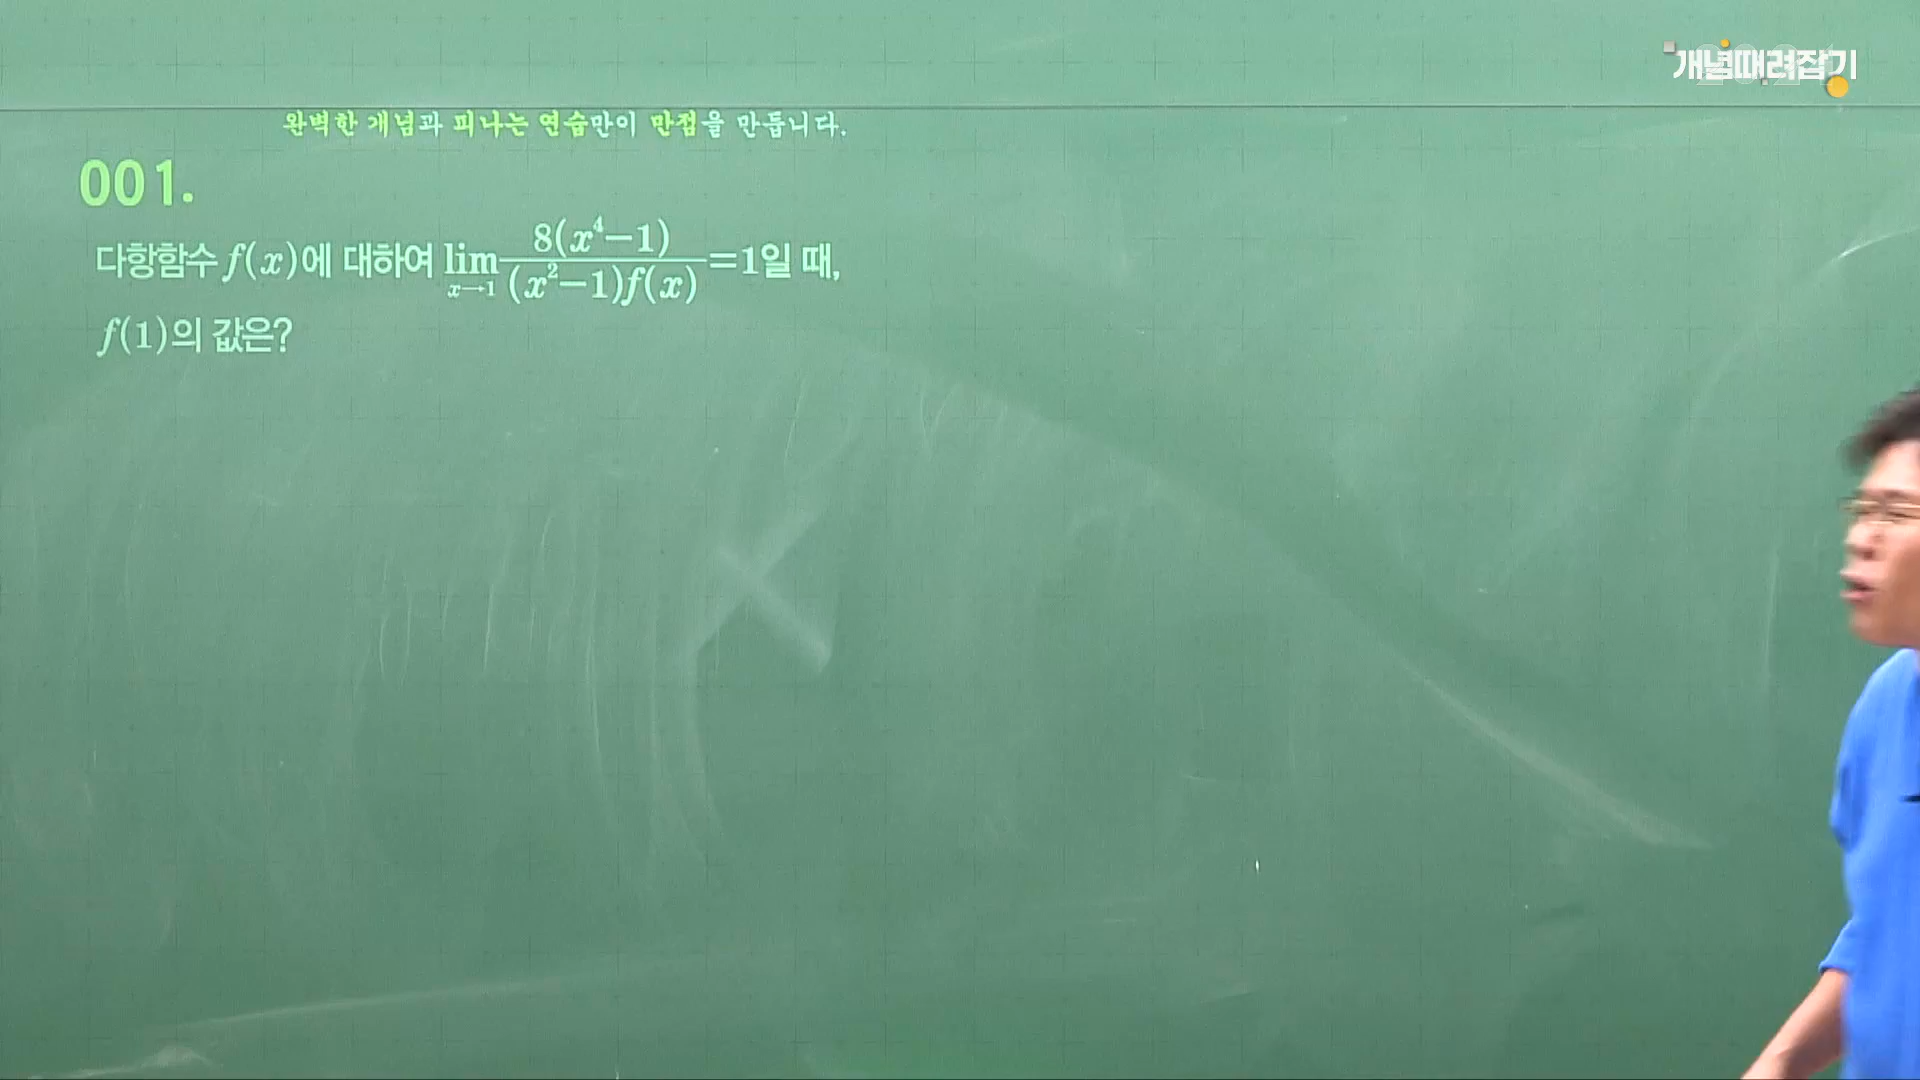 개념때려잡기
완벽한 개념과 피나는 연습만이 만점을 만듭니다.
001.
다항함수 f(x)에 대하여 lim_{x→1} 8(x⁴−1)/((x²−1)f(x))=1일 때,
f(1)의 값은?